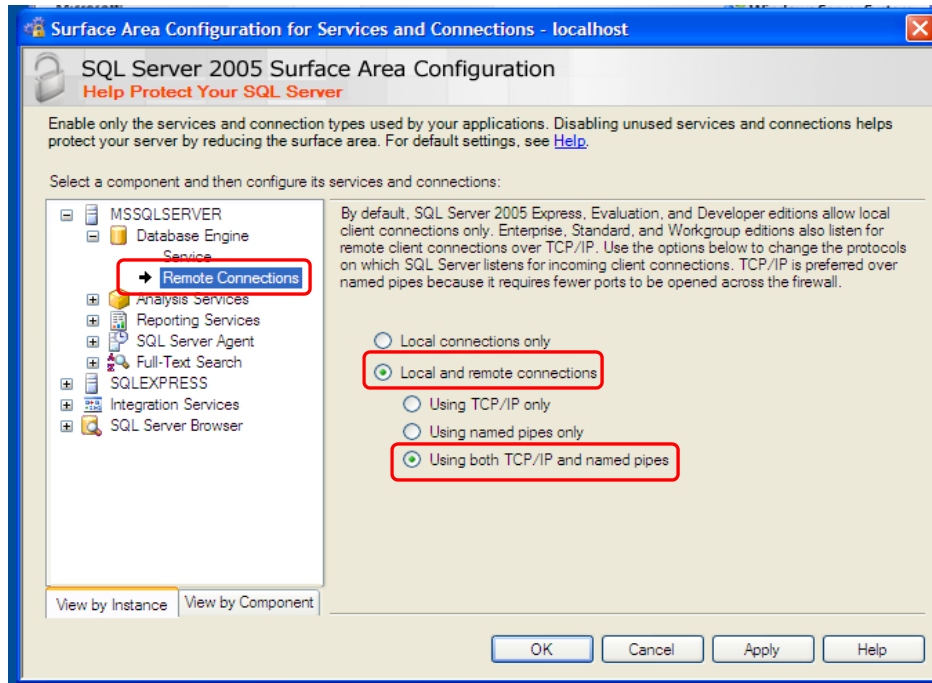 Surface Area Configuration for Services and Connections - localhost
SQL Server 2005 Surface Area Configuration
Help Protect Your SQL Server
Enable only the services and connection types used by your applications. Disabling unused services and connections helps
protect your server by reducing the surface area. For default settings, see Help.
Select a component and then configure its services and connections:
MSSQLSERVER
Database Engine
Service
Remote Connections
Analysis Services
Reporting Services
SQL Server Agent
Full-Text Search
SQLEXPRESS
Integration Services
SQL Server Browser
View by Instance
View by Component
By default, SQL Server 2005 Express, Evaluation, and Developer editions allow local
client connections only. Enterprise, Standard, and Workgroup editions also listen for
remote client connections over TCP/IP. Use the options below to change the protocols
on which SQL Server listens for incoming client connections. TCP/IP is preferred over
named pipes because it requires fewer ports to be opened across the firewall.
Local connections only
Local and remote connections
Using TCP/IP only
Using named pipes only
Using both TCP/IP and named pipes
OK
Cancel
Apply
Help